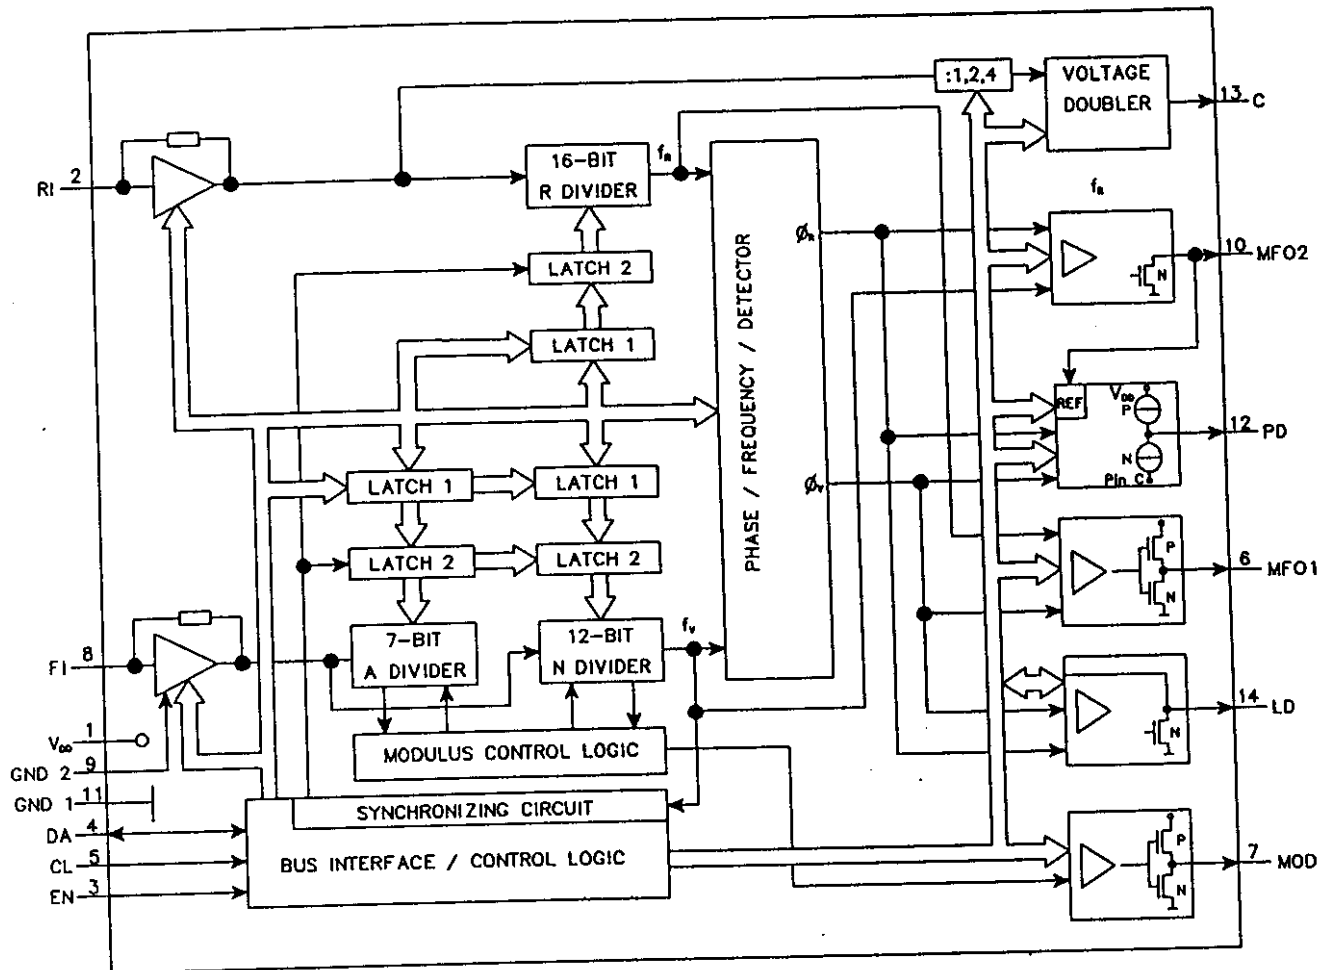 :1,2,4
VOLTAGE
DOUBLER
13
C
2
RI
16-BIT
R DIVIDER
fR
fR
LATCH 2
LATCH 1
PHASE / FREQUENCY / DETECTOR
ØR
N
10
MFO2
REF
VDD
P
N
Pin C
12
PD
LATCH 1
LATCH 1
ØV
LATCH 2
LATCH 2
P
N
6
MFO1
8
FI
7-BIT
A DIVIDER
12-BIT
N DIVIDER
fV
N
14
LD
1
VDD
9
GND 2
MODULUS CONTROL LOGIC
11
GND 1
SYNCHRONIZING CIRCUIT
4
DA
5
CL
BUS INTERFACE / CONTROL LOGIC
3
EN
P
N
7
MOD